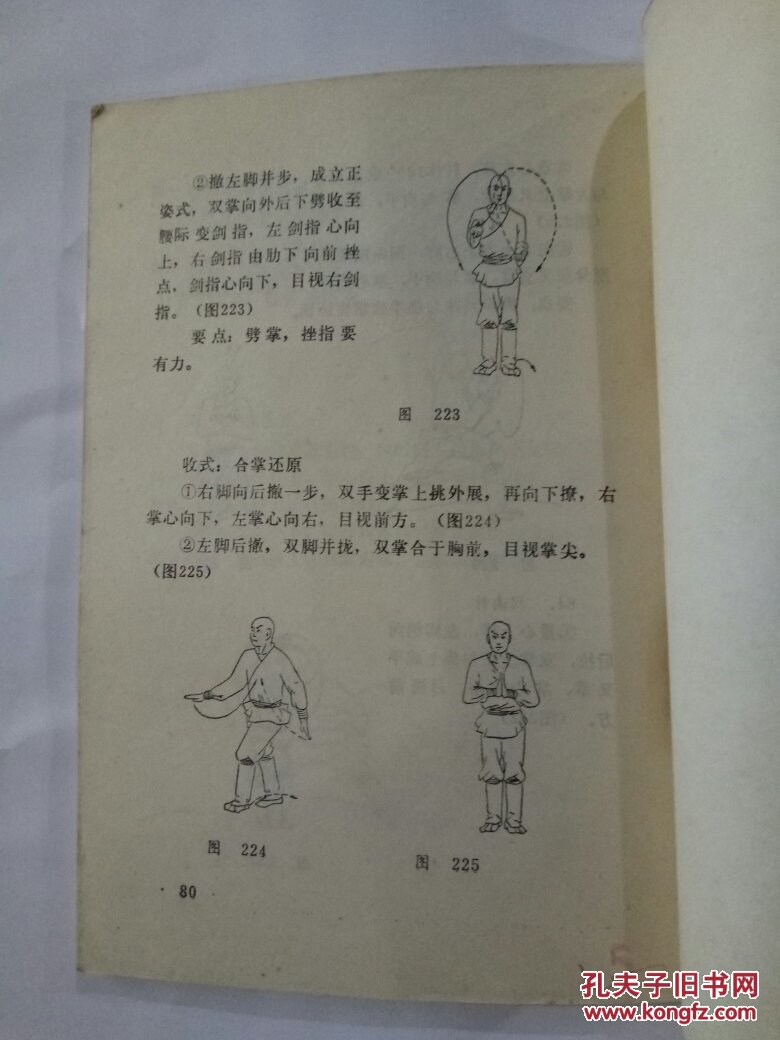 ②撤左脚并步，成立正
姿式，双掌向外后下劈收至
腰际变剑指，左剑指心向
上，右剑指由肋下向前挫
点，剑指心向下，目视右剑
指。（图223）
要点：劈掌，挫指要
有力。
图 223
收式：合掌还原
①右脚向后撤一步，双手变掌上挑外展，再向下撩，右
掌心向下，左掌心向右，目视前方。（图224）
②左脚后撤，双脚并拢，双掌合于胸前，目视掌尖。
（图225）
图 224
图 225
· 80 ·
孔夫子旧书网
www.kongfz.com